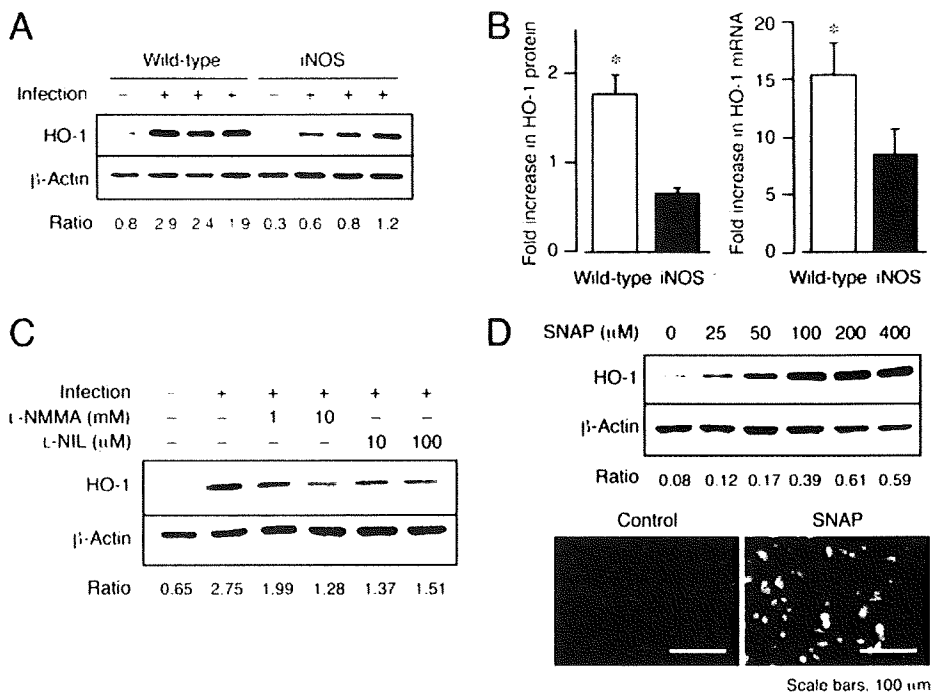 A
Wild-type iNOS
Infection – + + + – + + +
HO-1
β-Actin
Ratio 0.8 2.9 2.4 1.9 0.3 0.6 0.8 1.2
B
Fold increase in HO-1 protein
2
1
0
*
Wild-type iNOS
Fold increase in HO-1 mRNA
20
15
10
5
0
*
Wild-type iNOS
C
Infection – + + + + +
L-NMMA (mM) – – 1 10 – –
L-NIL (μM) – – – – 10 100
HO-1
β-Actin
Ratio 0.65 2.75 1.99 1.28 1.37 1.51
D
SNAP (μM) 0 25 50 100 200 400
HO-1
β-Actin
Ratio 0.08 0.12 0.17 0.39 0.61 0.59
Control SNAP
Scale bars, 100 μm